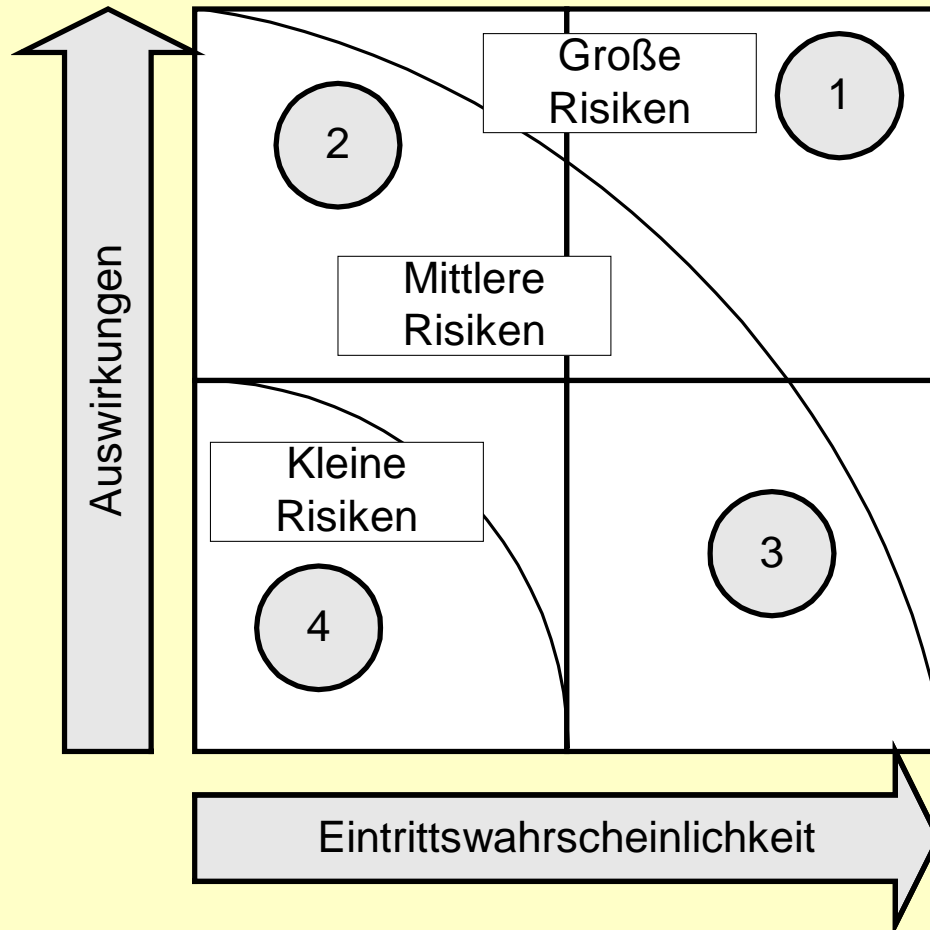 Große
Risiken
1
2
Mittlere
Risiken
Auswirkungen
Kleine
Risiken
3
4
Eintrittswahrscheinlichkeit